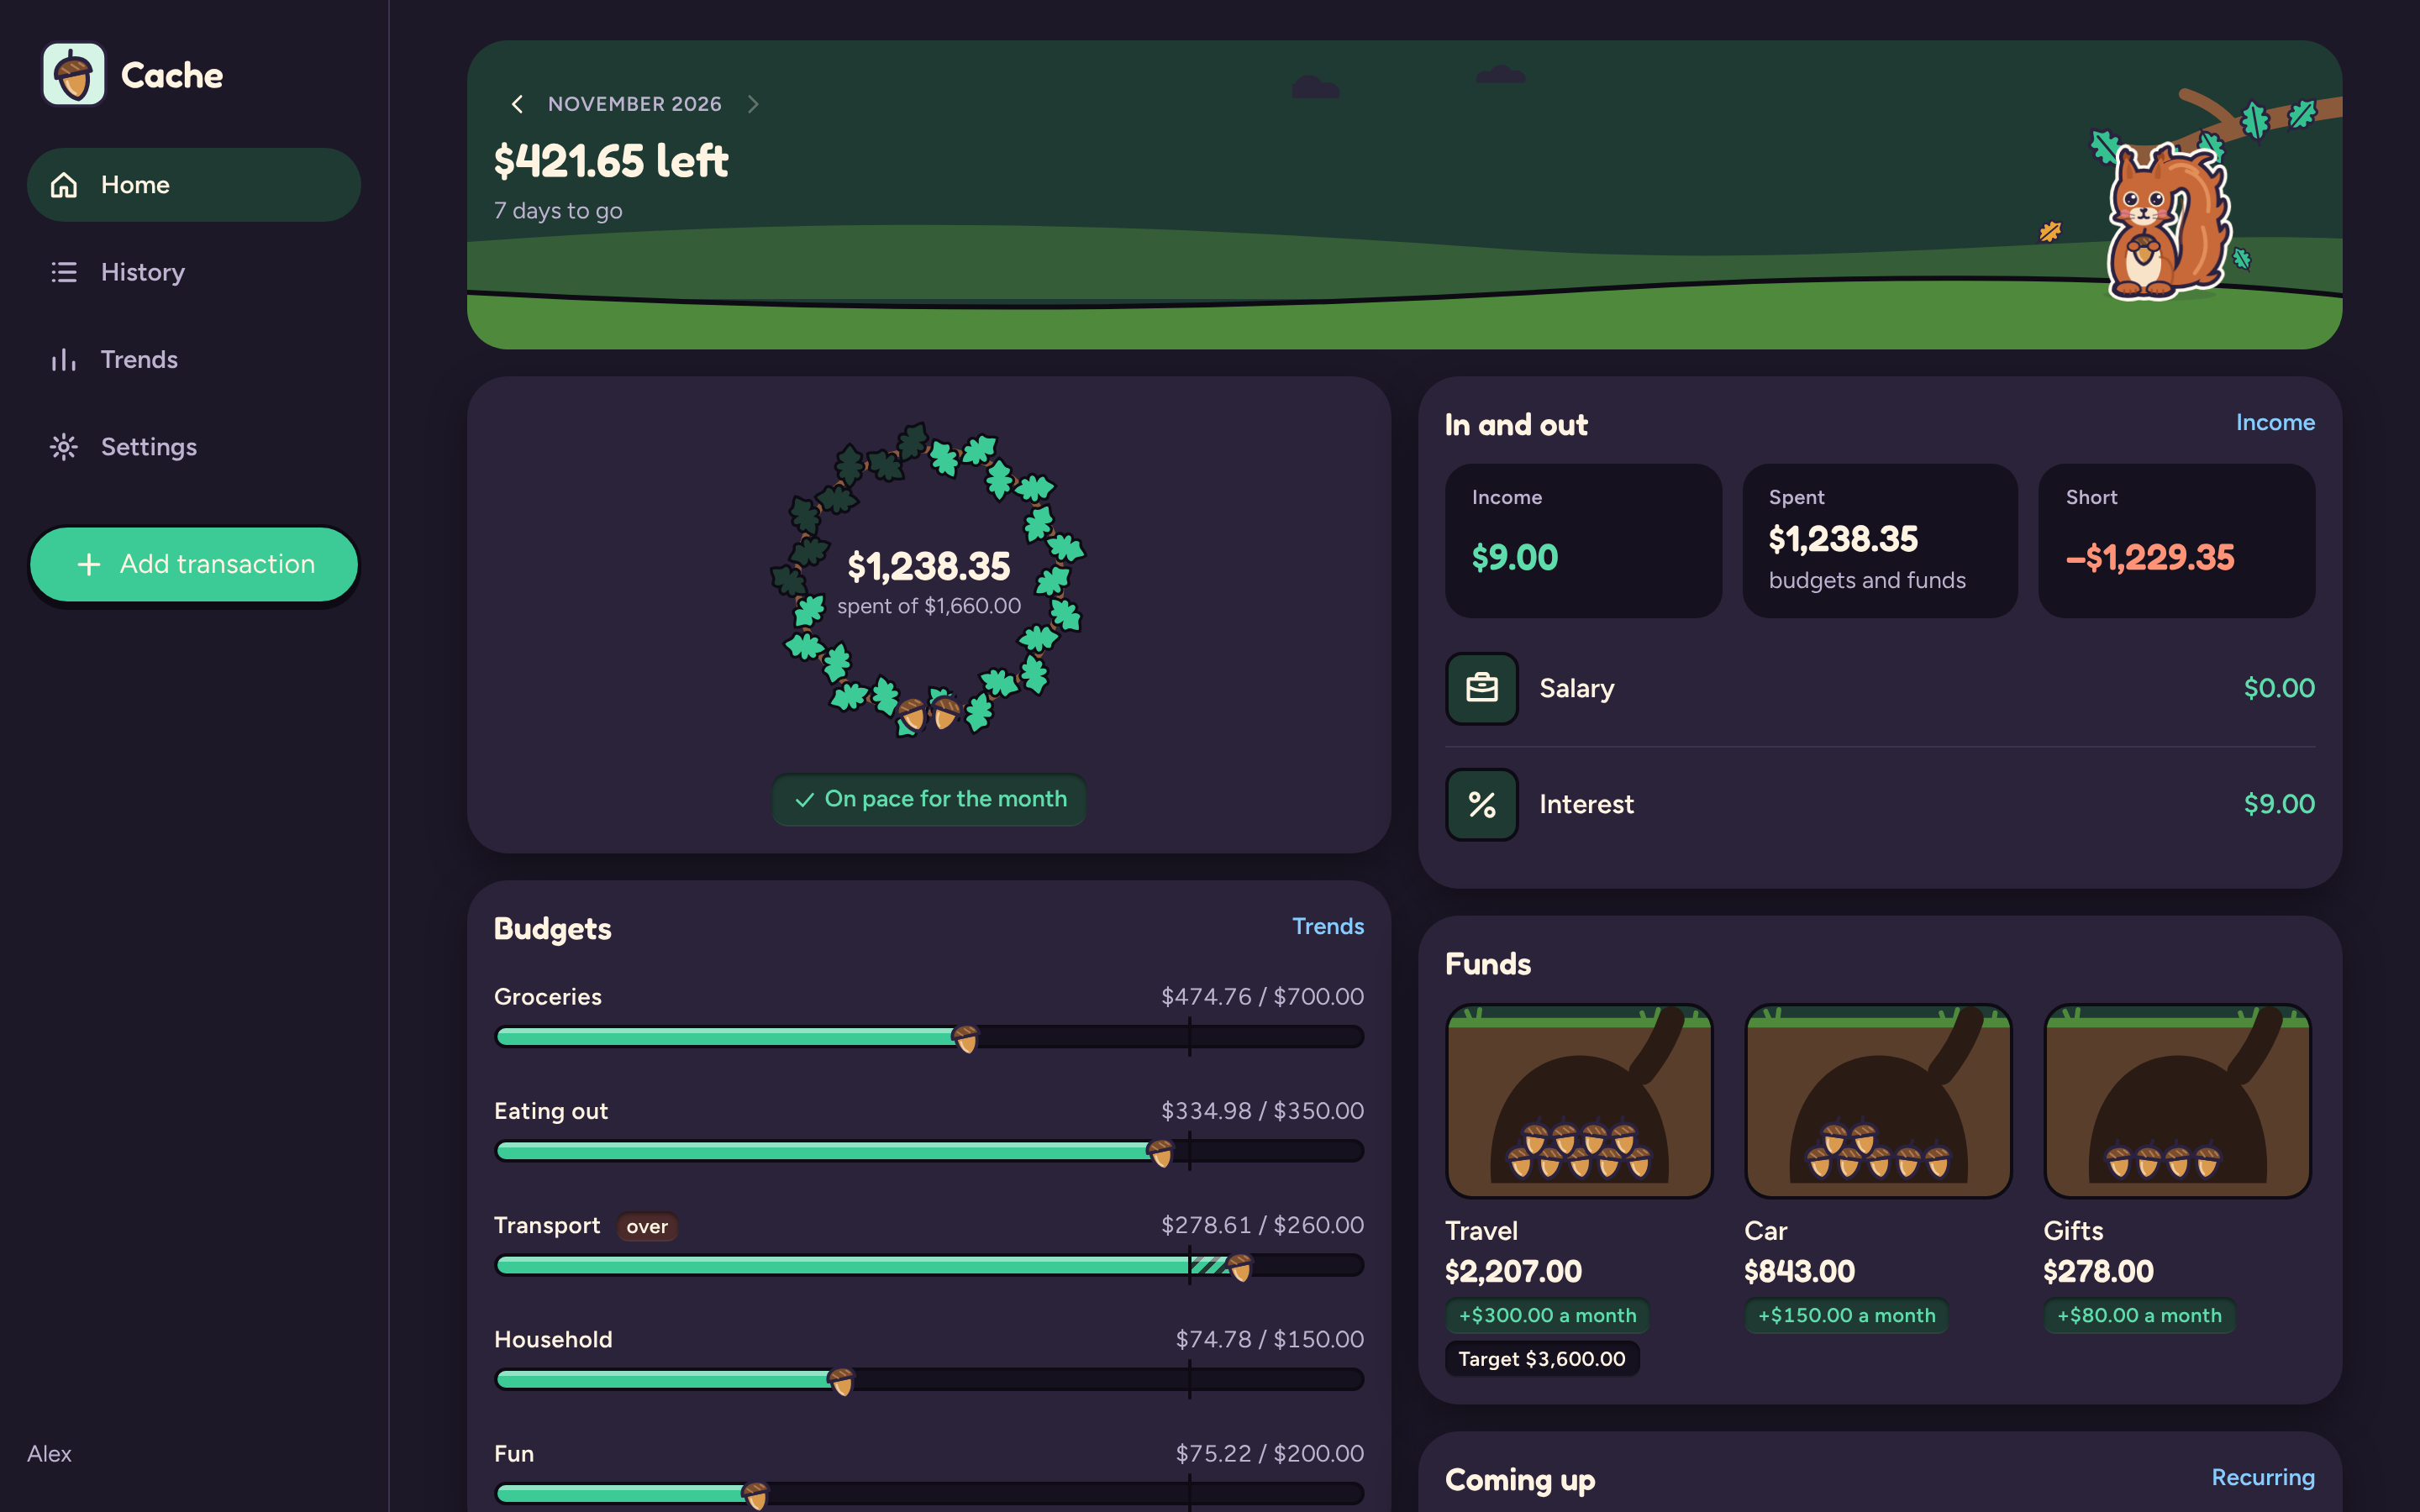 Cache
Home
History
Trends
Settings
Add transaction
Alex
NOVEMBER 2026
$421.65 left
7 days to go
$1,238.35
spent of $1,660.00
On pace for the month
In and out
Income
Income
$9.00
Spent
$1,238.35
budgets and funds
Short
–$1,229.35
Salary
$0.00
Interest
$9.00
Budgets
Trends
Groceries
$474.76 / $700.00
Eating out
$334.98 / $350.00
Transport over
$278.61 / $260.00
Household
$74.78 / $150.00
Fun
$75.22 / $200.00
Funds
Travel
$2,207.00
+$300.00 a month
Target $3,600.00
Car
$843.00
+$150.00 a month
Gifts
$278.00
+$80.00 a month
Coming up
Recurring